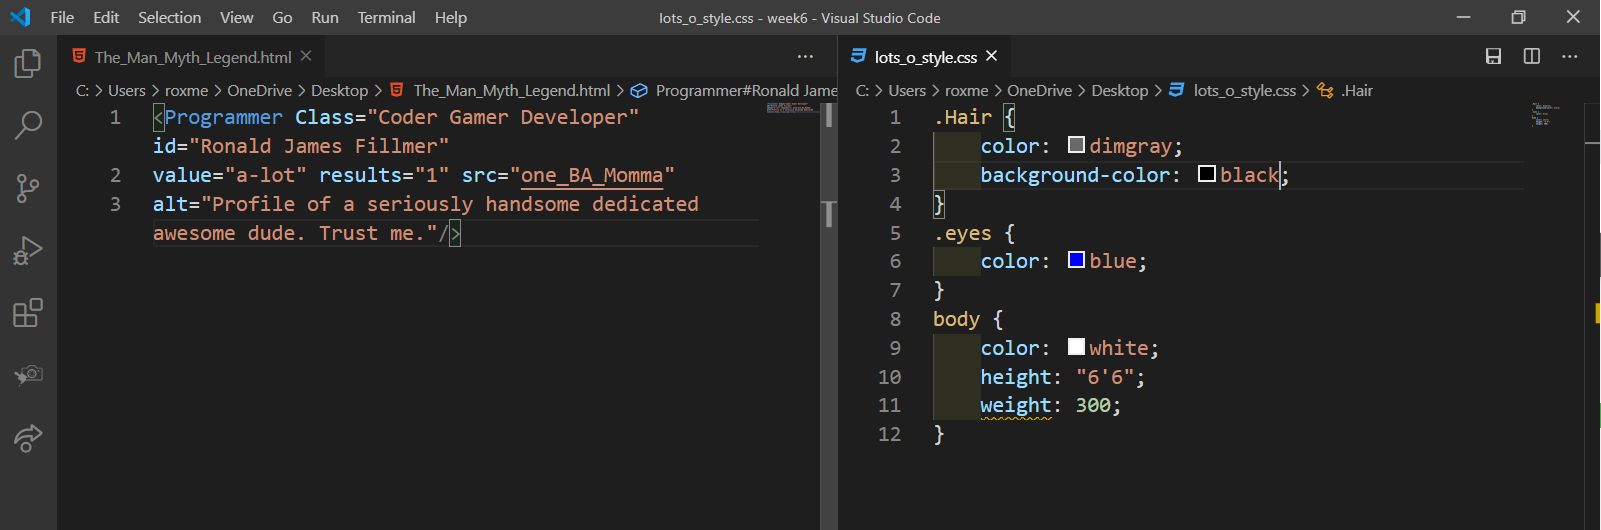 File Edit Selection View Go Run Terminal Help lots_o_style.css - week6 - Visual Studio Code
The_Man_Myth_Legend.html
C: > Users > roxme > OneDrive > Desktop > The_Man_Myth_Legend.html > Programmer#Ronald Jame
1 <Programmer Class="Coder Gamer Developer"
id="Ronald James Fillmer"
2 value="a-lot" results="1" src="one_BA_Momma"
3 alt="Profile of a seriously handsome dedicated
awesome dude. Trust me."/>
lots_o_style.css
C: > Users > roxme > OneDrive > Desktop > lots_o_style.css > .Hair
1 .Hair {
2 color: dimgray;
3 background-color: black;
4 }
5 .eyes {
6 color: blue;
7 }
8 body {
9 color: white;
10 height: "6'6";
11 weight: 300;
12 }